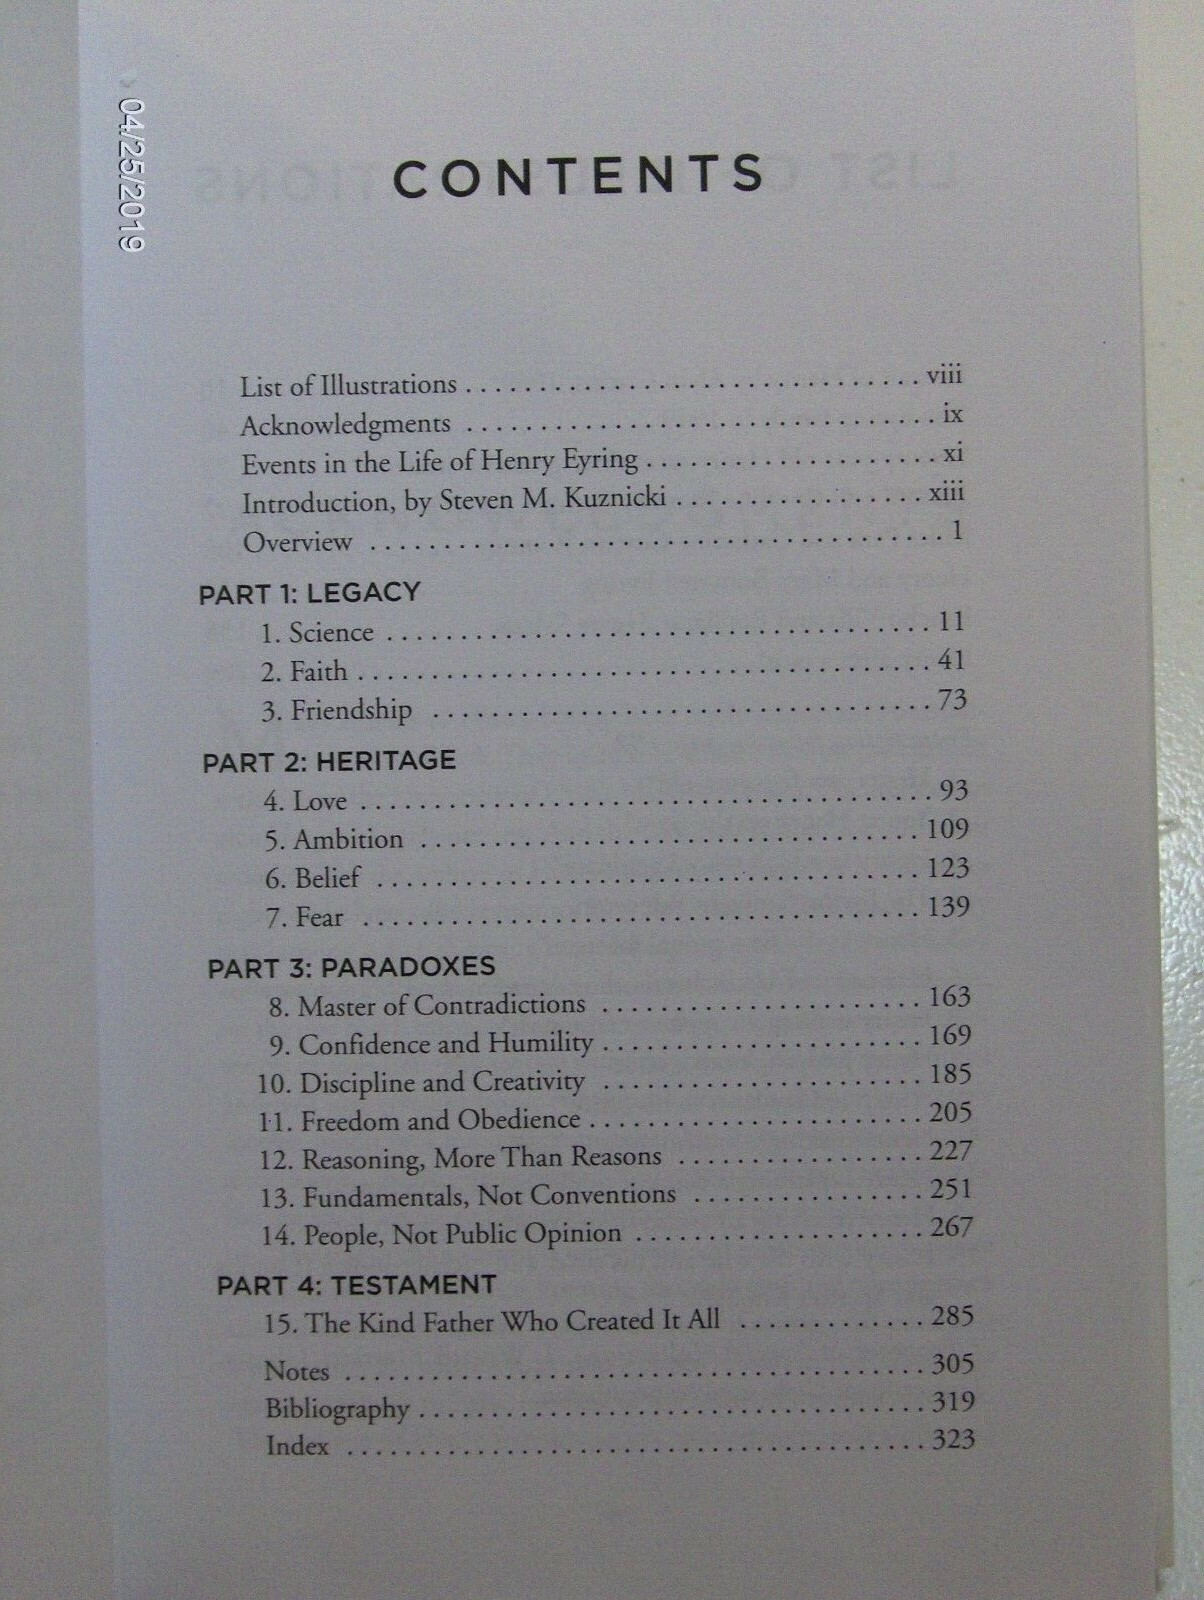 04/25/2019
CONTENTS
List of Illustrations . . . . . . . . . . . . . . . . . . . . . . . . . . . . . . . viii
Acknowledgments . . . . . . . . . . . . . . . . . . . . . . . . . . . . . . . . ix
Events in the Life of Henry Eyring . . . . . . . . . . . . . . . . . . . . xi
Introduction, by Steven M. Kuznicki . . . . . . . . . . . . . . . . . xiii
Overview . . . . . . . . . . . . . . . . . . . . . . . . . . . . . . . . . . . . . . . 1
PART 1: LEGACY
1. Science . . . . . . . . . . . . . . . . . . . . . . . . . . . . . . . . . . . . . 11
2. Faith . . . . . . . . . . . . . . . . . . . . . . . . . . . . . . . . . . . . . . . 41
3. Friendship . . . . . . . . . . . . . . . . . . . . . . . . . . . . . . . . . . 73
PART 2: HERITAGE
4. Love . . . . . . . . . . . . . . . . . . . . . . . . . . . . . . . . . . . . . . . 93
5. Ambition . . . . . . . . . . . . . . . . . . . . . . . . . . . . . . . . . . 109
6. Belief . . . . . . . . . . . . . . . . . . . . . . . . . . . . . . . . . . . . . 123
7. Fear . . . . . . . . . . . . . . . . . . . . . . . . . . . . . . . . . . . . . . 139
PART 3: PARADOXES
8. Master of Contradictions . . . . . . . . . . . . . . . . . . . . . . 163
9. Confidence and Humility . . . . . . . . . . . . . . . . . . . . . . 169
10. Discipline and Creativity . . . . . . . . . . . . . . . . . . . . . . 185
11. Freedom and Obedience . . . . . . . . . . . . . . . . . . . . . . . 205
12. Reasoning, More Than Reasons . . . . . . . . . . . . . . . . . 227
13. Fundamentals, Not Conventions . . . . . . . . . . . . . . . . 251
14. People, Not Public Opinion . . . . . . . . . . . . . . . . . . . . 267
PART 4: TESTAMENT
15. The Kind Father Who Created It All . . . . . . . . . . . . . 285
Notes . . . . . . . . . . . . . . . . . . . . . . . . . . . . . . . . . . . . . . . . 305
Bibliography . . . . . . . . . . . . . . . . . . . . . . . . . . . . . . . . . . 319
Index . . . . . . . . . . . . . . . . . . . . . . . . . . . . . . . . . . . . . . . . 323